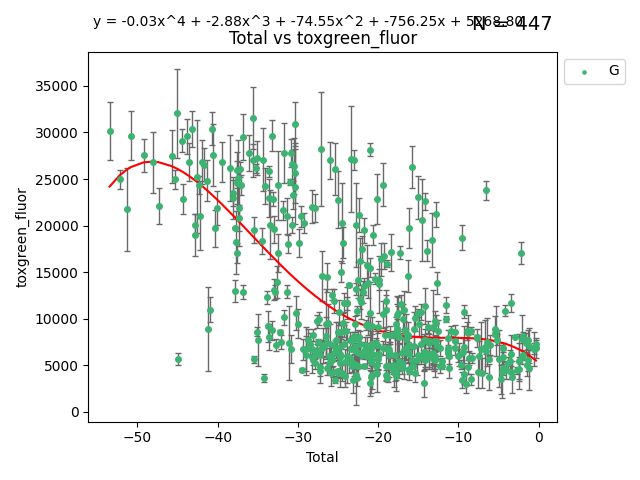 y = -0.03x^4 + -2.88x^3 + -74.55x^2 + -756.25x + 5268.80
N = 447
Total vs toxgreen_fluor
G
35000
30000
25000
20000
15000
10000
5000
0
toxgreen_fluor
−50 −40 −30 −20 −10 0
Total